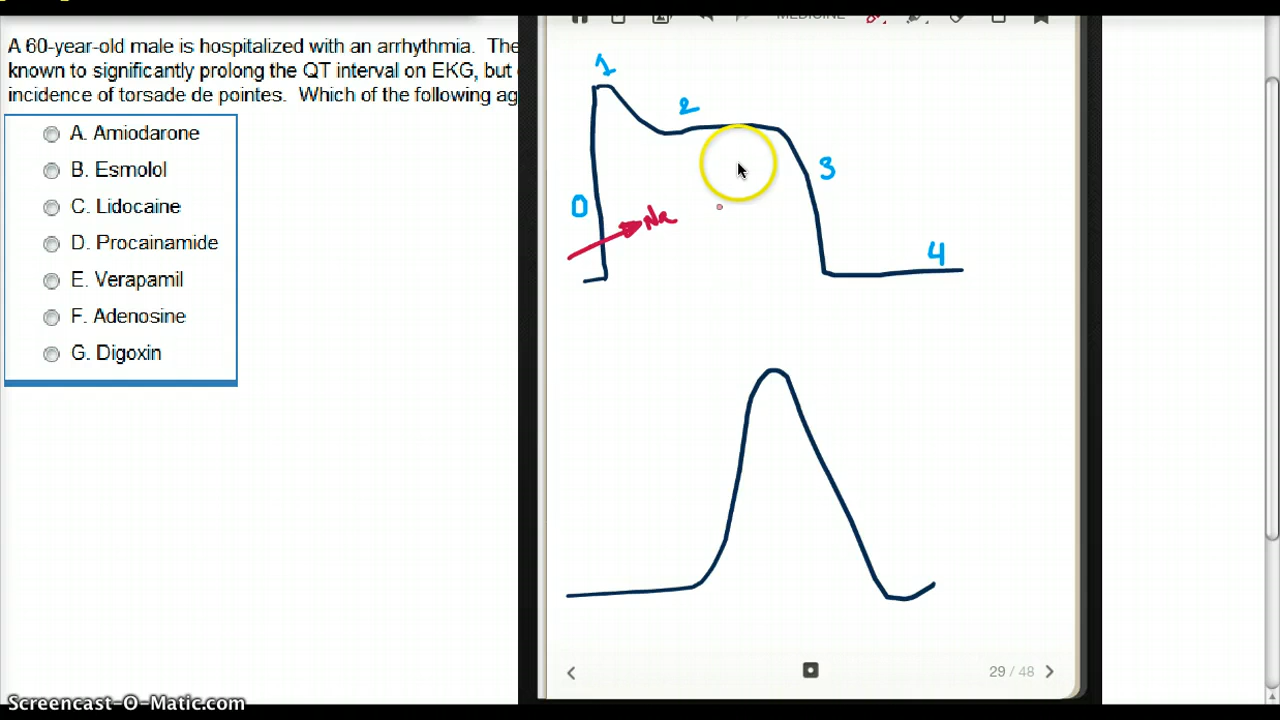 A 60-year-old male is hospitalized with an arrhythmia.  The
known to significantly prolong the QT interval on EKG, but
incidence of torsade de pointes.  Which of the following ag
A. Amiodarone
B. Esmolol
C. Lidocaine
D. Procainamide
E. Verapamil
F. Adenosine
G. Digoxin
MEDICINE
1
2
3
0
Na
4
29 / 48
Screencast-O-Matic.com